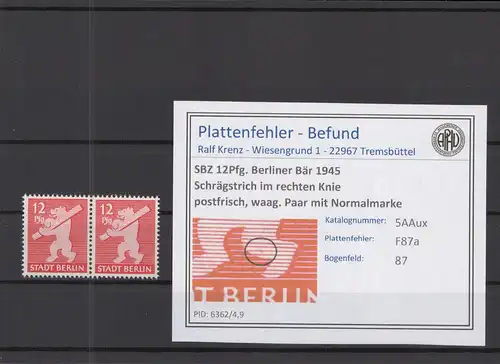 Plattenfehler - Befund
Ralf Krenz - Wiesengrund 1 - 22967 Tremsbüttel
SBZ 12Pfg. Berliner Bär 1945
Schrägstrich im rechten Knie
postfrisch, waag. Paar mit Normalmarke
Katalognummer: 5AAux
Plattenfehler: F87a
Bogenfeld: 87
T BERLIN
PID: 6362/4,9
12 Pfg.
STADT BERLIN
12 Pfg.
STADT BERLIN